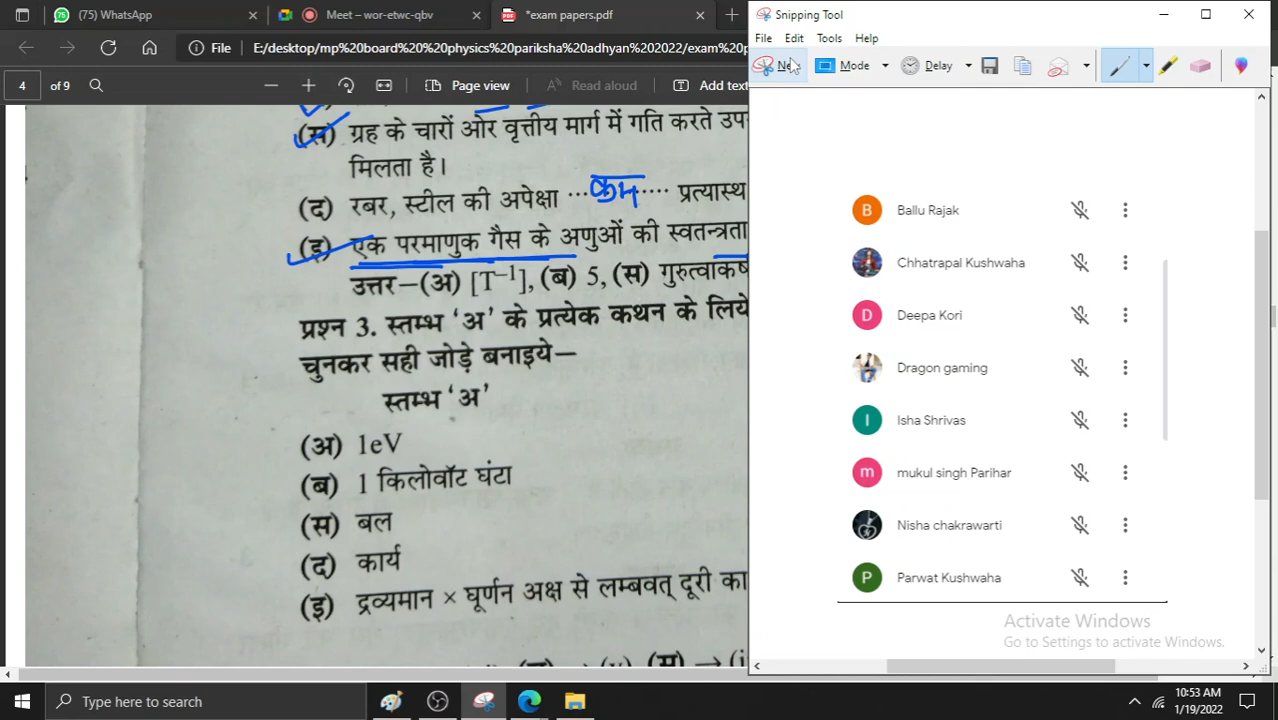 (75) WhatsApp
Meet – wor-etwc-qbv
*exam papers.pdf
Snipping Tool
File
E:/desktop/mp%20board%20%20physics%20pariksha%20adhyan%202022/exam%20p
File Edit Tools Help
4 of 9
Page view
Read aloud
Add text
New
Mode
Delay
(स) ग्रह के चारों ओर वृत्तीय मार्ग में गति करते उप
मिलता है।
(द) रबर, स्टील की अपेक्षा ... कम ... प्रत्यास्थ
(इ) एक परमाणुक गैस के अणुओं की स्वतन्त्रता
उत्तर—(अ) [T⁻¹], (ब) 5, (स) गुरुत्वाकर्ष
प्रश्न 3. स्तम्भ ‘अ’ के प्रत्येक कथन के लिये
चुनकर सही जोड़े बनाइये—
स्तम्भ ‘अ’
(अ) 1eV
(ब) 1 किलोवॉट घंटा
(स) बल
(द) कार्य
(इ) द्रव्यमान × घूर्णन अक्ष से लम्बवत् दूरी का
B Ballu Rajak
Chhatrapal Kushwaha
D Deepa Kori
Dragon gaming
I Isha Shrivas
m mukul singh Parihar
Nisha chakrawarti
P Parwat Kushwaha
Activate Windows
Go to Settings to activate Windows.
Type here to search
10:53 AM
1/19/2022